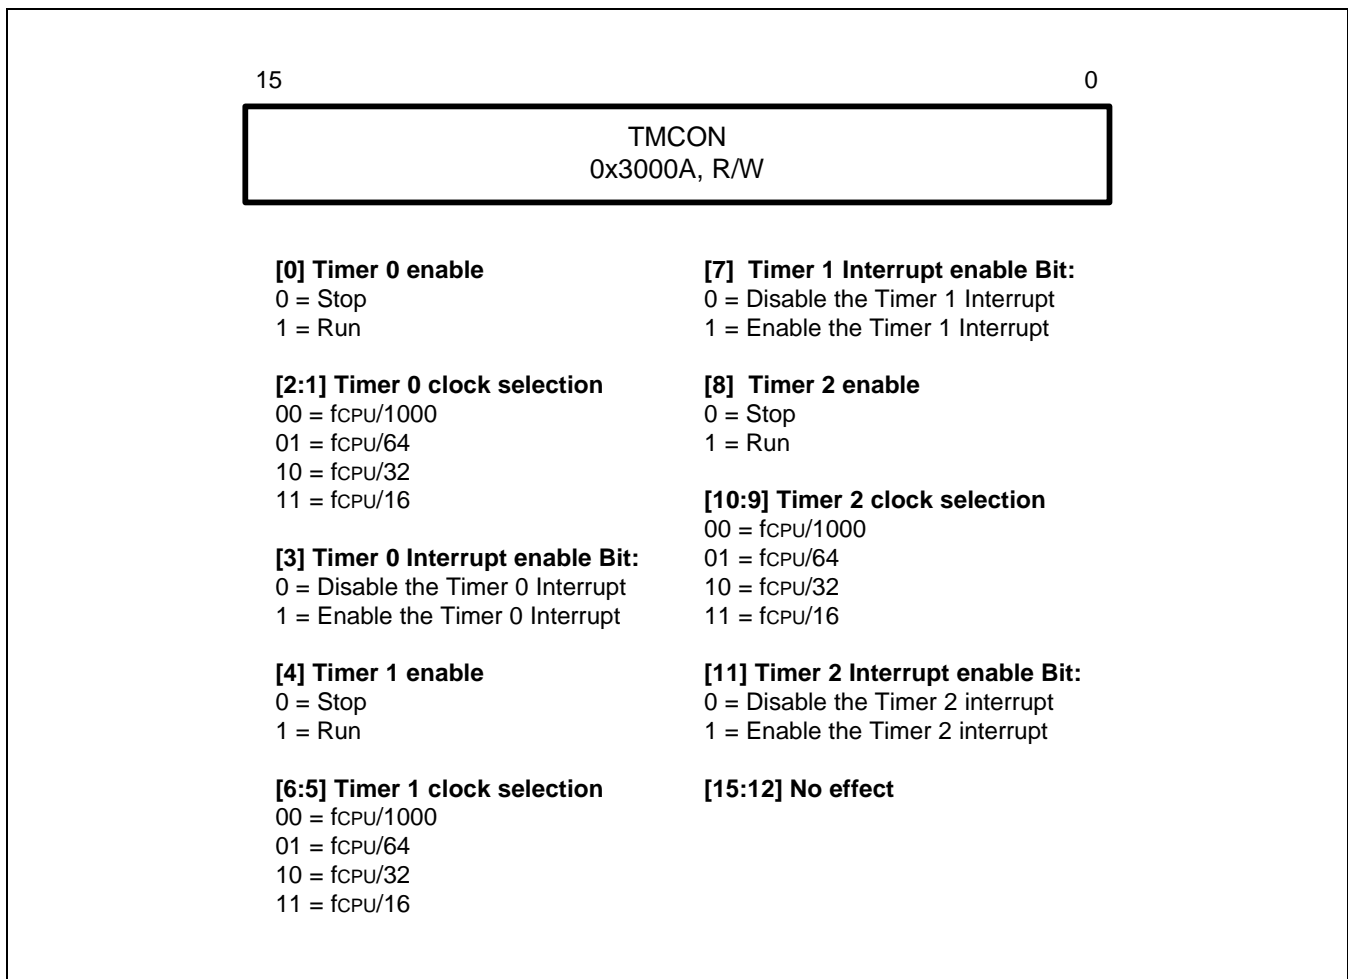 15 0
TMCON
0x3000A, R/W
[0] Timer 0 enable
0 = Stop
1 = Run
[2:1] Timer 0 clock selection
00 = fCPU/1000
01 = fCPU/64
10 = fCPU/32
11 = fCPU/16
[3] Timer 0 Interrupt enable Bit:
0 = Disable the Timer 0 Interrupt
1 = Enable the Timer 0 Interrupt
[4] Timer 1 enable
0 = Stop
1 = Run
[6:5] Timer 1 clock selection
00 = fCPU/1000
01 = fCPU/64
10 = fCPU/32
11 = fCPU/16
[7] Timer 1 Interrupt enable Bit:
0 = Disable the Timer 1 Interrupt
1 = Enable the Timer 1 Interrupt
[8] Timer 2 enable
0 = Stop
1 = Run
[10:9] Timer 2 clock selection
00 = fCPU/1000
01 = fCPU/64
10 = fCPU/32
11 = fCPU/16
[11] Timer 2 Interrupt enable Bit:
0 = Disable the Timer 2 interrupt
1 = Enable the Timer 2 interrupt
[15:12] No effect